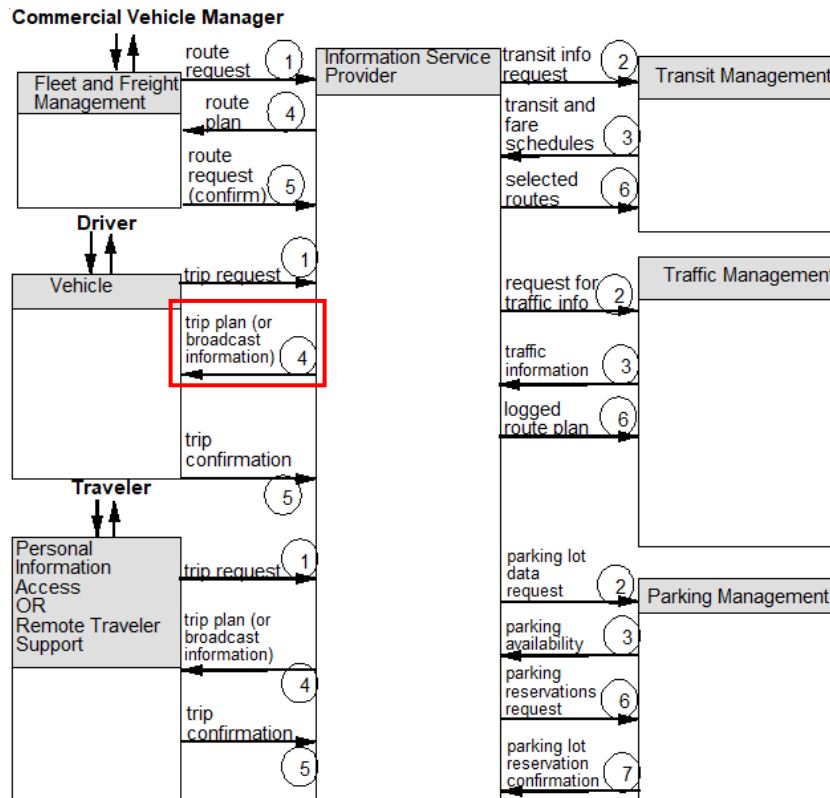 Commercial Vehicle Manager
Fleet and Freight
Management
route
request
1
route
plan
4
route
request
(confirm)
5
Driver
Vehicle
trip request
1
trip plan (or
broadcast
information)
4
trip
confirmation
5
Traveler
Personal
Information
Access
OR
Remote Traveler
Support
trip request
1
trip plan (or
broadcast
information)
4
trip
confirmation
5
Information Service
Provider
transit info
request
2
transit and
fare
schedules
3
selected
routes
6
Transit Management
request for
traffic info
2
traffic
information
3
logged
route plan
6
Traffic Management
parking lot
data
request
2
parking
availability
3
parking
reservations
request
6
parking lot
reservation
confirmation
7
Parking Management